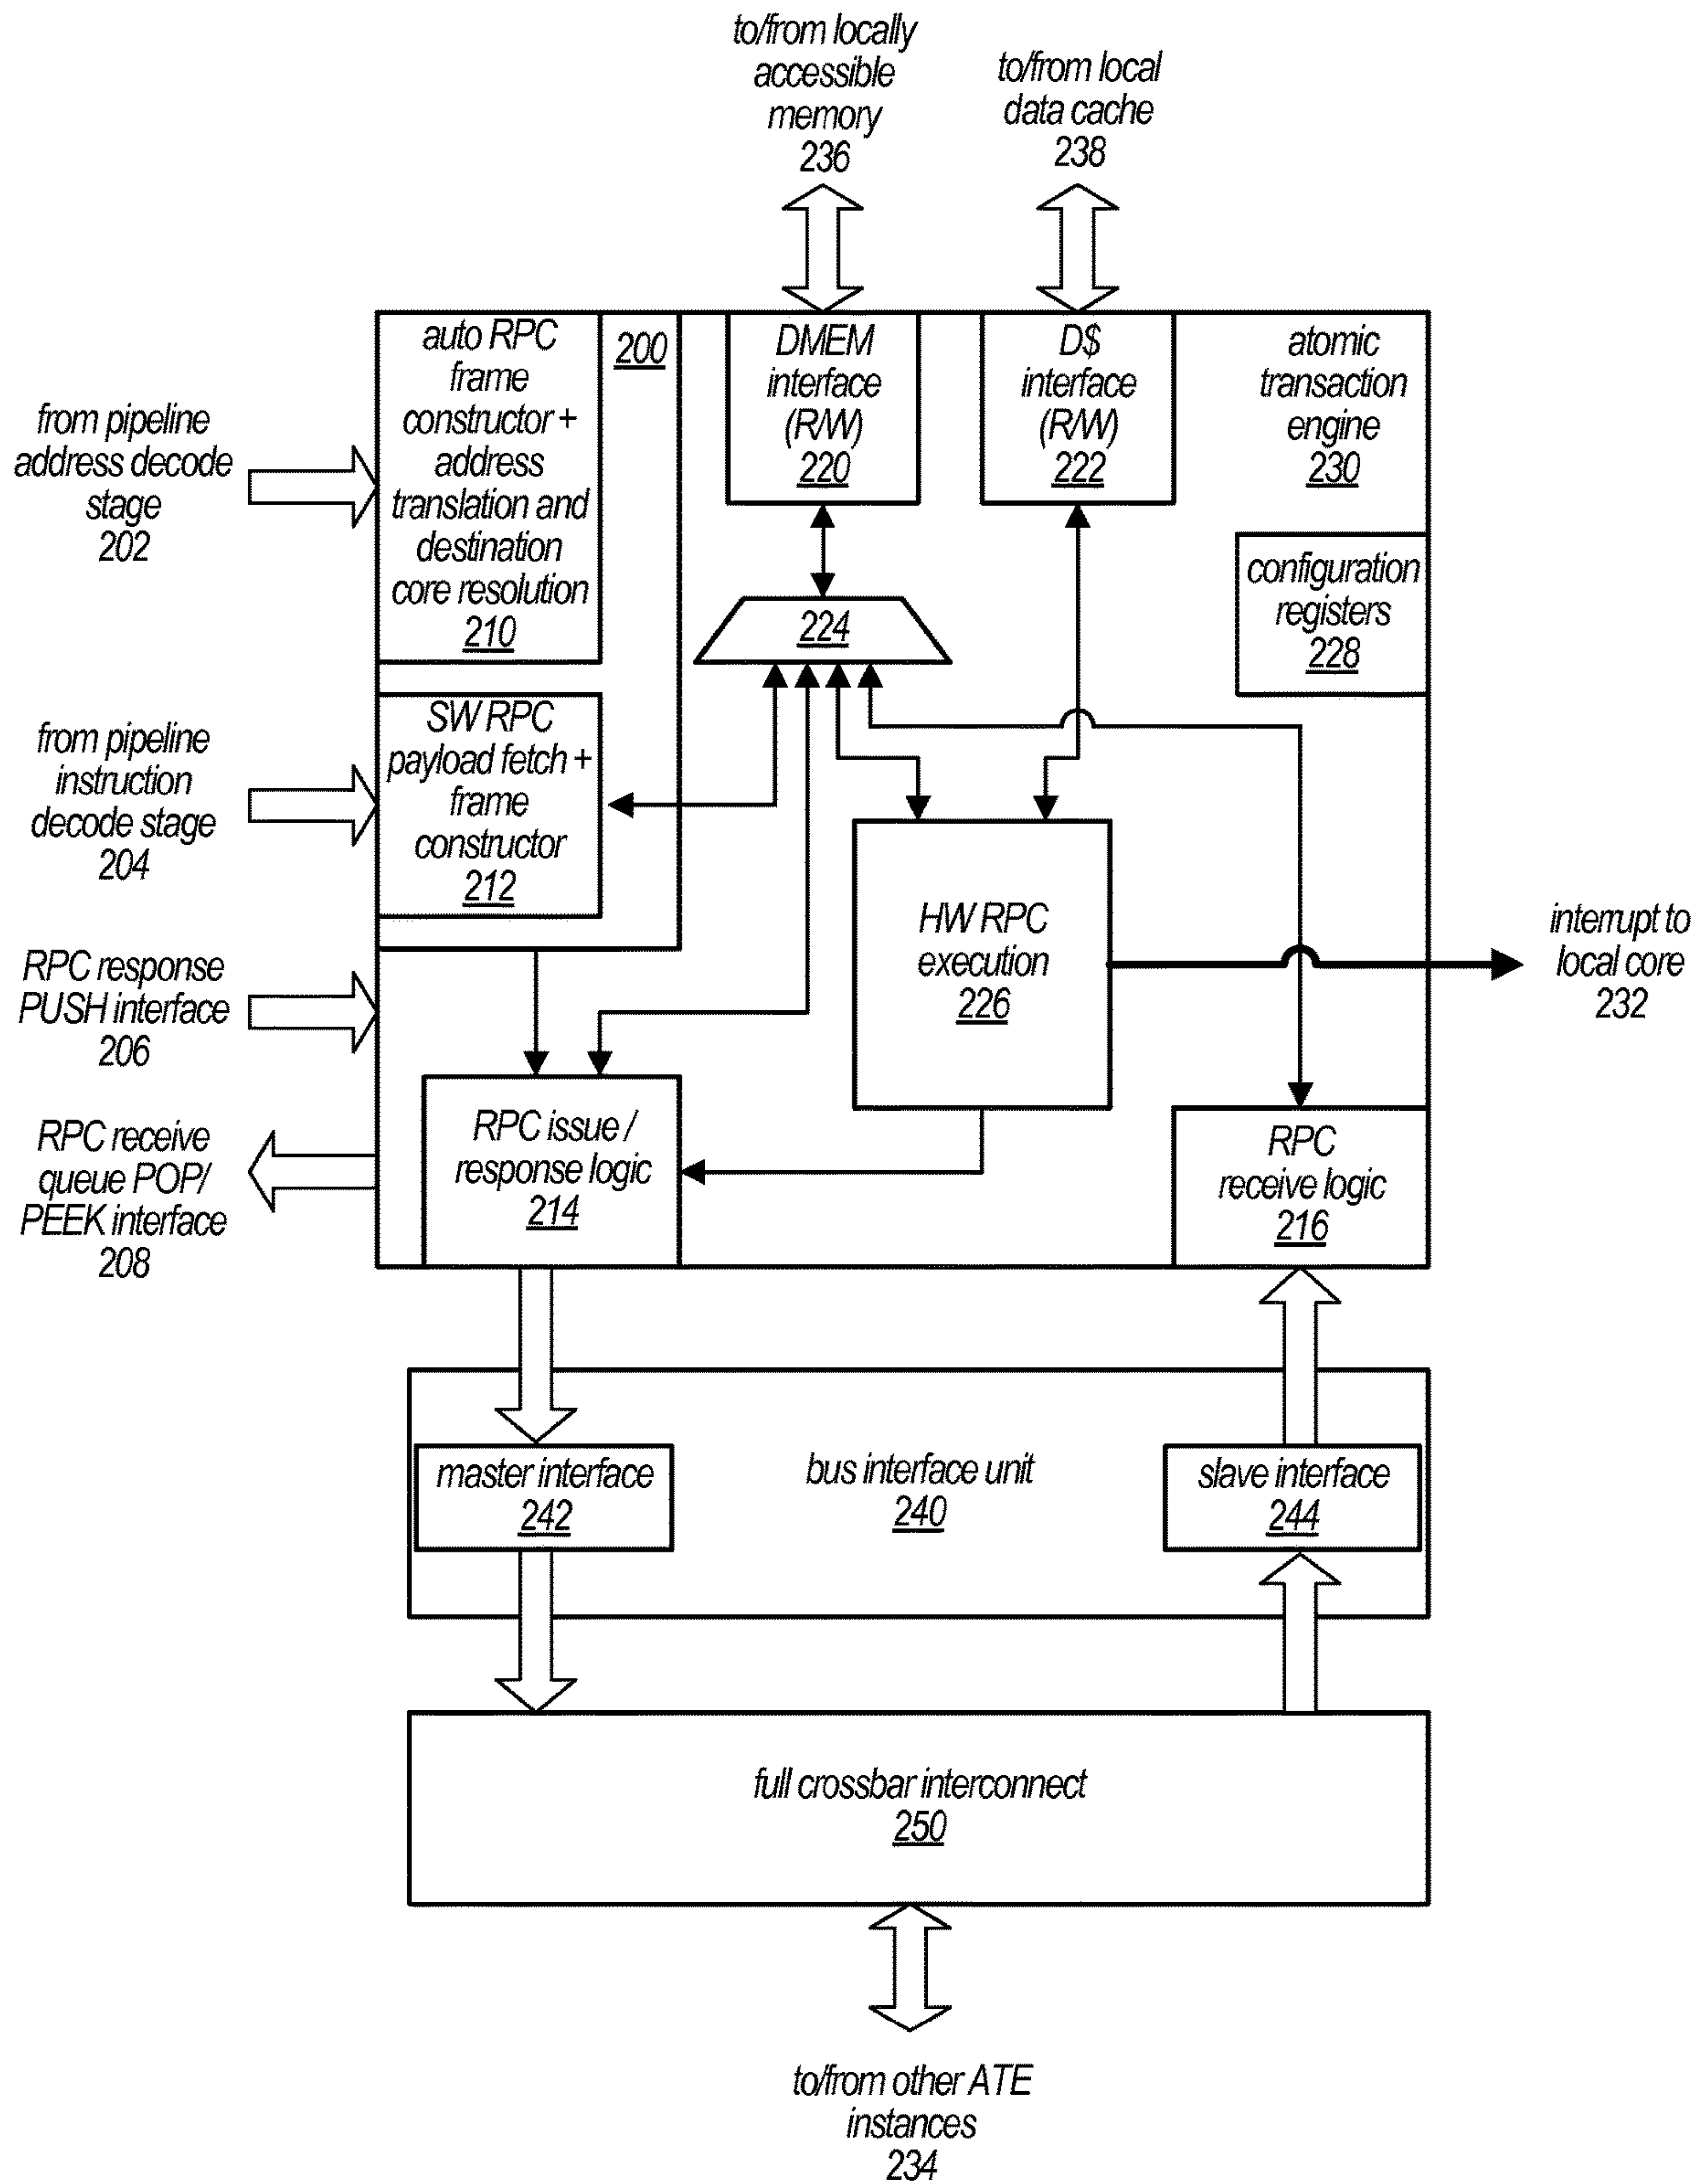 to/from locally
accessible
memory
236
to/from local
data cache
238
auto RPC
frame
constructor +
address
translation and
destination
core resolution
210
200
DMEM
interface
(R/W)
220
D$
interface
(R/W)
222
atomic
transaction
engine
230
from pipeline
address decode
stage
202
configuration
registers
228
224
SW RPC
payload fetch +
frame
constructor
212
from pipeline
instruction
decode stage
204
HW RPC
execution
226
interrupt to
local core
232
RPC response
PUSH interface
206
RPC issue /
response logic
214
RPC
receive logic
216
RPC receive
queue POP/
PEEK interface
208
master interface
242
bus interface unit
240
slave interface
244
full crossbar interconnect
250
to/from other ATE
instances
234